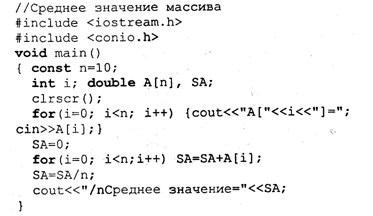 //Среднее значение массива
#include <iostream.h>
#include <conio.h>
void main()
{ const n=10;
int i; double A[n], SA;
clrscr();
for(i=0; i<n; i++) {cout<<"A["<<i<<"]=";
cin>>A[i];}
SA=0;
for(i=0; i<n;i++) SA=SA+A[i];
SA=SA/n;
cout<<"/nСреднее значение="<<SA;
}